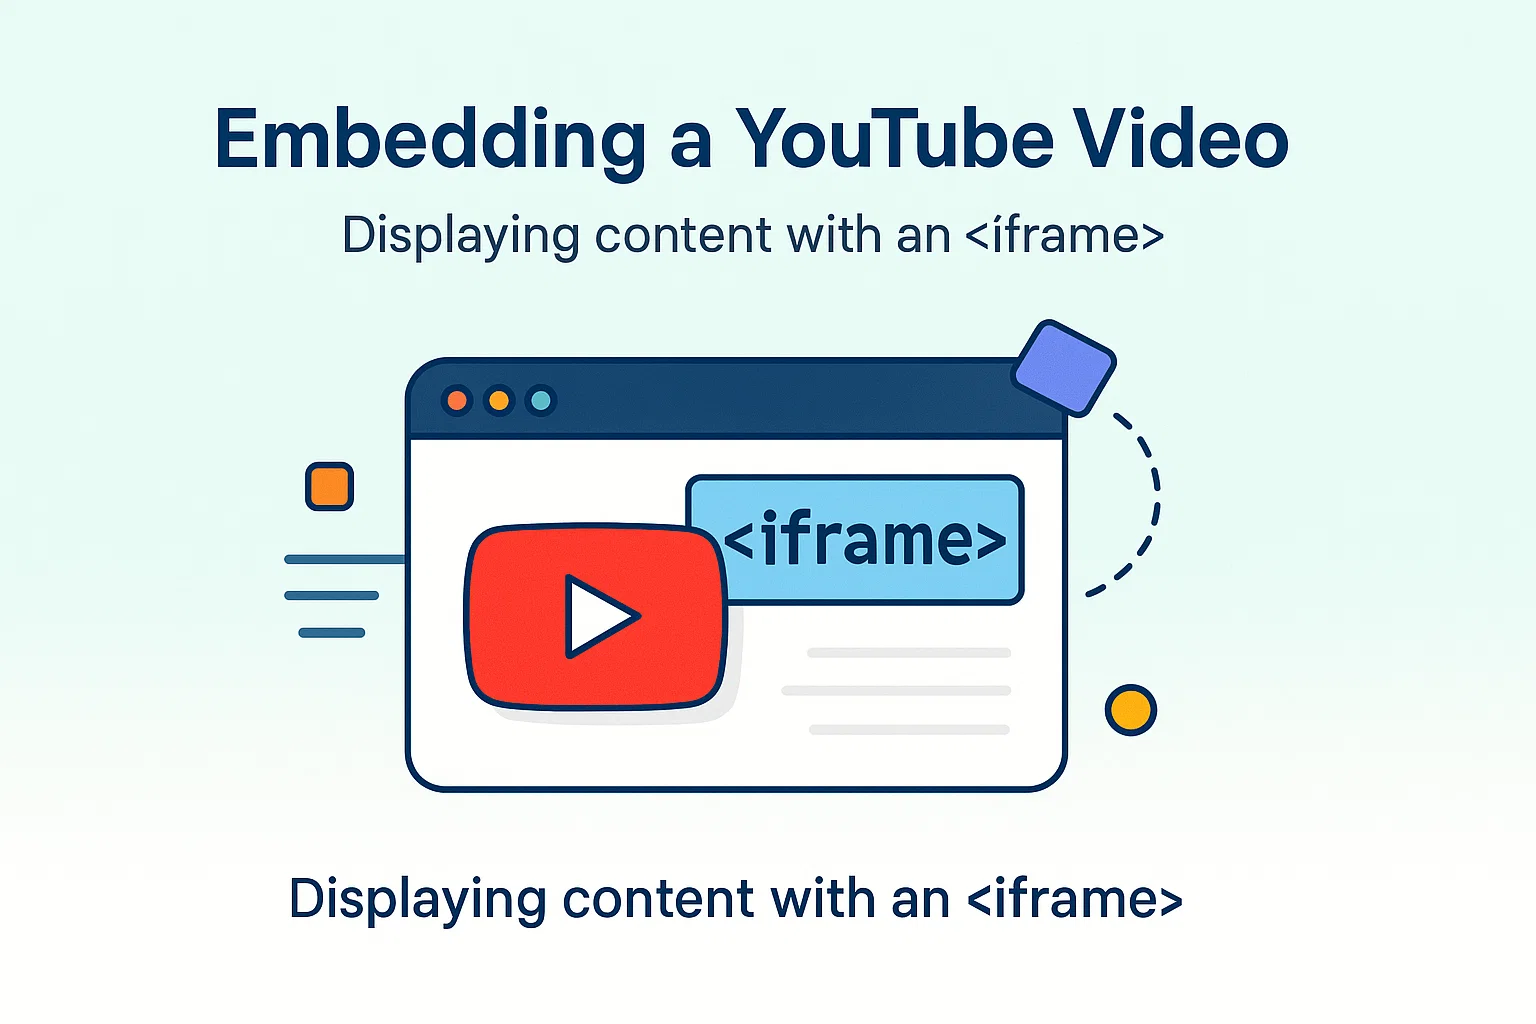 Embedding a YouTube Video
Displaying content with an <íframe>
<iframe>
Displaying content with an <iframe>